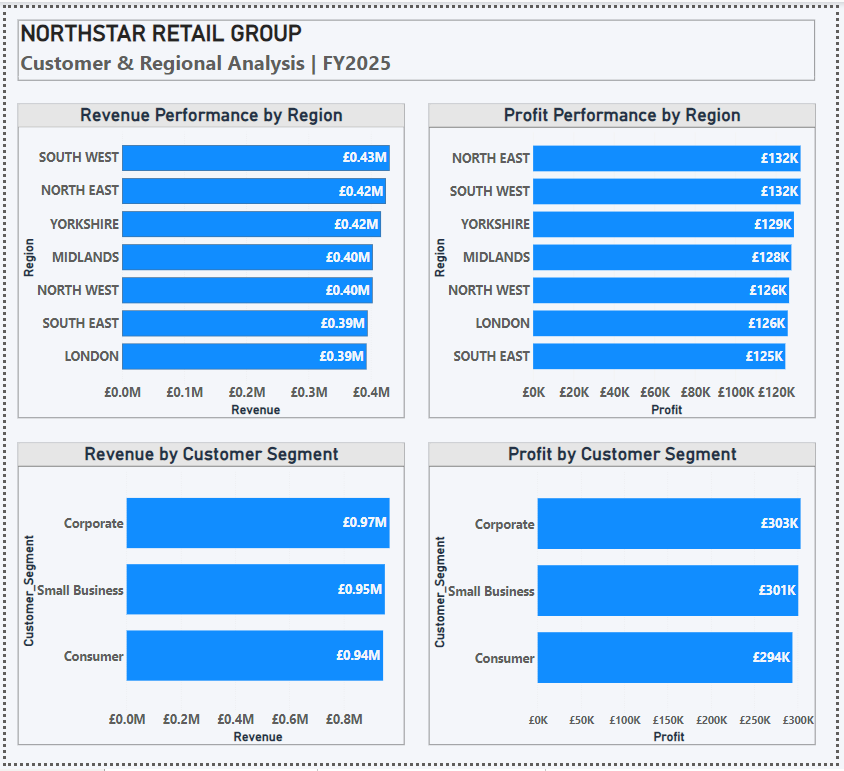 NORTHSTAR RETAIL GROUP
Customer & Regional Analysis | FY2025
Revenue Performance by Region
Region
SOUTH WEST £0.43M
NORTH EAST £0.42M
YORKSHIRE £0.42M
MIDLANDS £0.40M
NORTH WEST £0.40M
SOUTH EAST £0.39M
LONDON £0.39M
£0.0M £0.1M £0.2M £0.3M £0.4M
Revenue
Profit Performance by Region
Region
NORTH EAST £132K
SOUTH WEST £132K
YORKSHIRE £129K
MIDLANDS £128K
NORTH WEST £126K
LONDON £126K
SOUTH EAST £125K
£0K £20K £40K £60K £80K £100K £120K
Profit
Revenue by Customer Segment
Customer_Segment
Corporate £0.97M
Small Business £0.95M
Consumer £0.94M
£0.0M £0.2M £0.4M £0.6M £0.8M
Revenue
Profit by Customer Segment
Customer_Segment
Corporate £303K
Small Business £301K
Consumer £294K
£0K £50K £100K £150K £200K £250K £300K
Profit